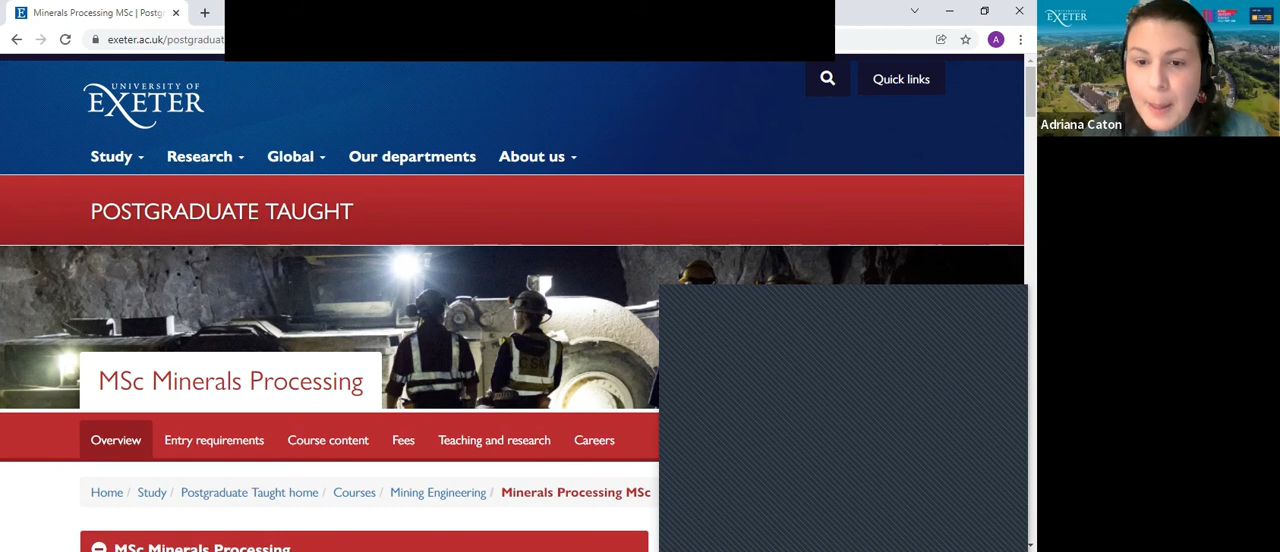 Minerals Processing MSc | Postg
exeter.ac.uk/postgraduat
A
UNIVERSITY OF
EXETER
Quick links
Study
Research
Global
Our departments
About us
POSTGRADUATE TAUGHT
CSM
MSc Minerals Processing
Overview
Entry requirements
Course content
Fees
Teaching and research
Careers
Home / Study / Postgraduate Taught home / Courses / Mining Engineering / Minerals Processing MSc
MSc Minerals Processing
EXETER
Adriana Caton